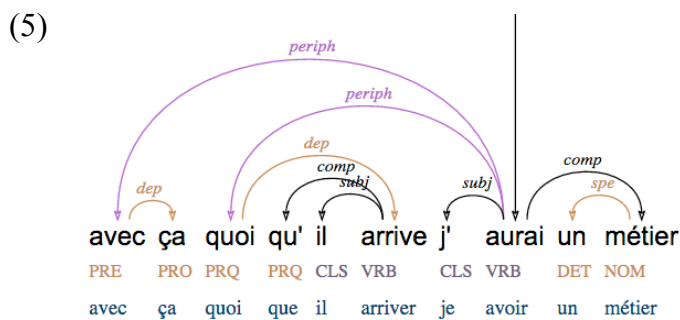 (5)
periph
periph
dep
comp
comp
dep
subj
subj
spe
avec ça quoi qu' il arrive j' aurai un métier
PRE PRO PRQ PRQ CLS VRB CLS VRB DET NOM
avec ça quoi que il arriver je avoir un métier